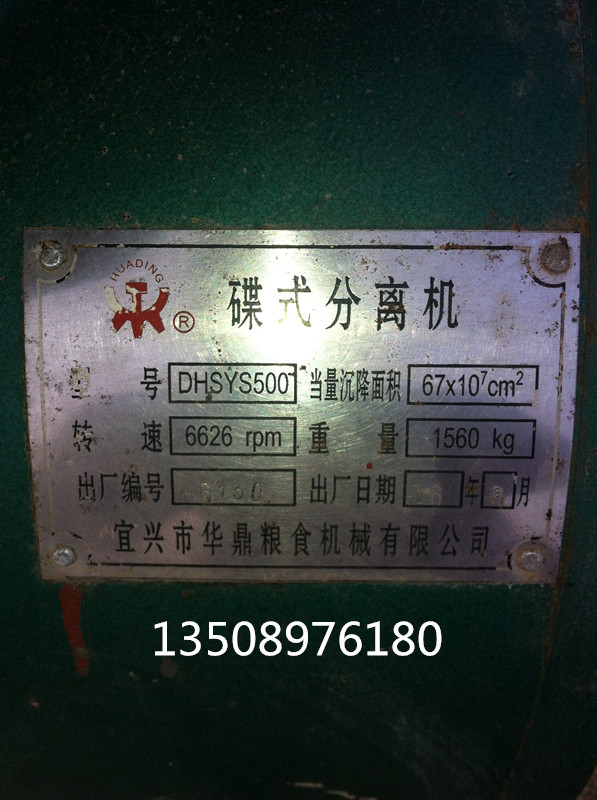 HUADING
®
碟式分离机
型 号 DHSYS500 当量沉降面积 67x10⁷cm²
转 速 6626 rpm 重 量 1560 kg
出厂编号 出厂日期 年 月
宜兴市华鼎粮食机械有限公司
13508976180